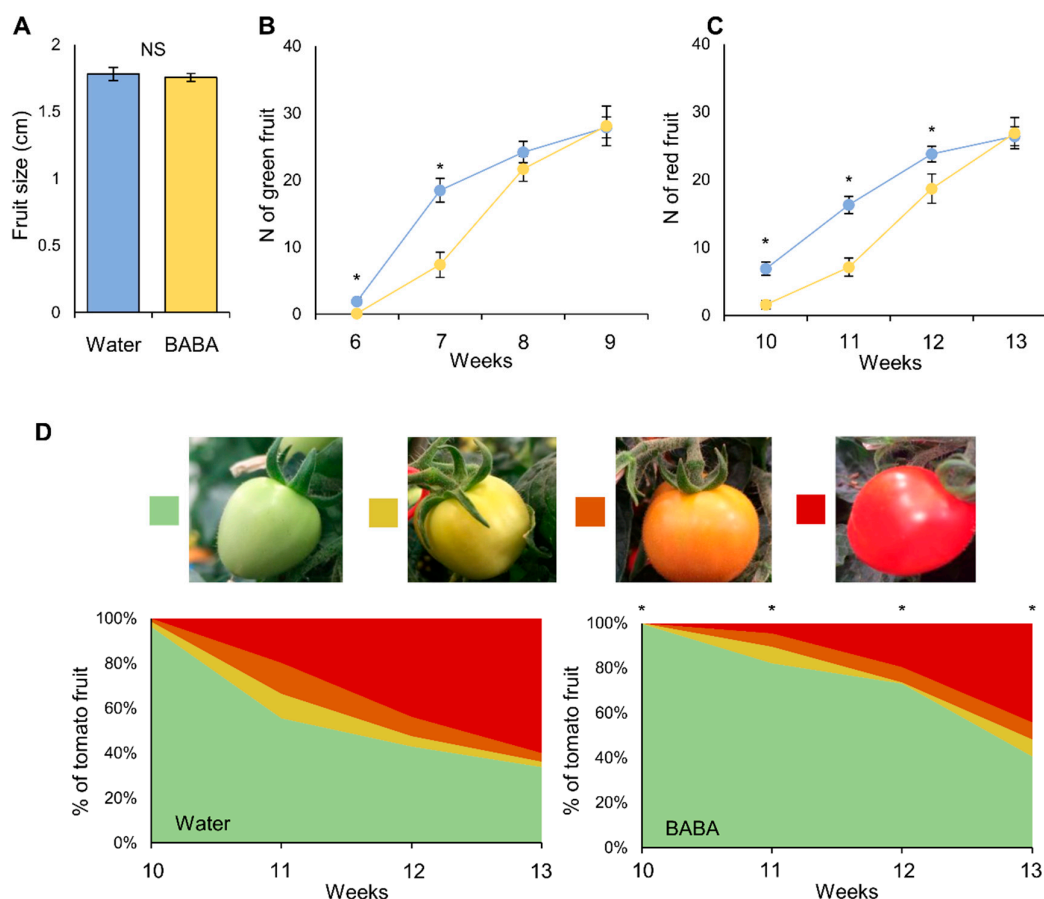 A
NS
Fruit size (cm)
2
1.5
1
0.5
0
Water
BABA
B
N of green fruit
40
30
20
10
0
*
*
6
7
8
9
Weeks
C
N of red fruit
40
30
20
10
0
*
*
*
10
11
12
13
Weeks
D
% of tomato fruit
100%
80%
60%
40%
20%
0%
Water
10
11
12
13
Weeks
* * * *
% of tomato fruit
100%
80%
60%
40%
20%
0%
BABA
10
11
12
13
Weeks